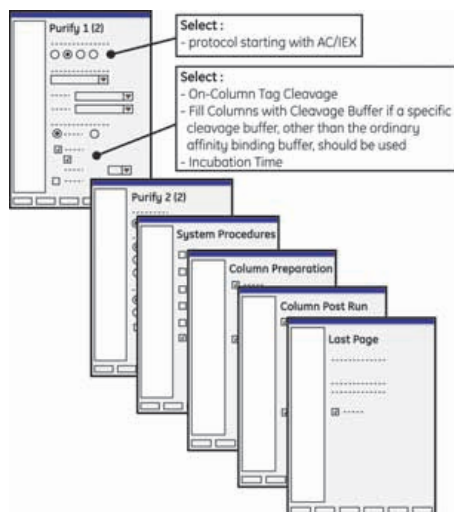 Purify 1 (2)
Select :
- protocol starting with AC/IEX
Select :
- On-Column Tag Cleavage
- Fill Columns with Cleavage Buffer if a specific
cleavage buffer, other than the ordinary
affinity binding buffer, should be used
- Incubation Time
Purify 2 (2)
System Procedures
Column Preparation
Column Post Run
Last Page